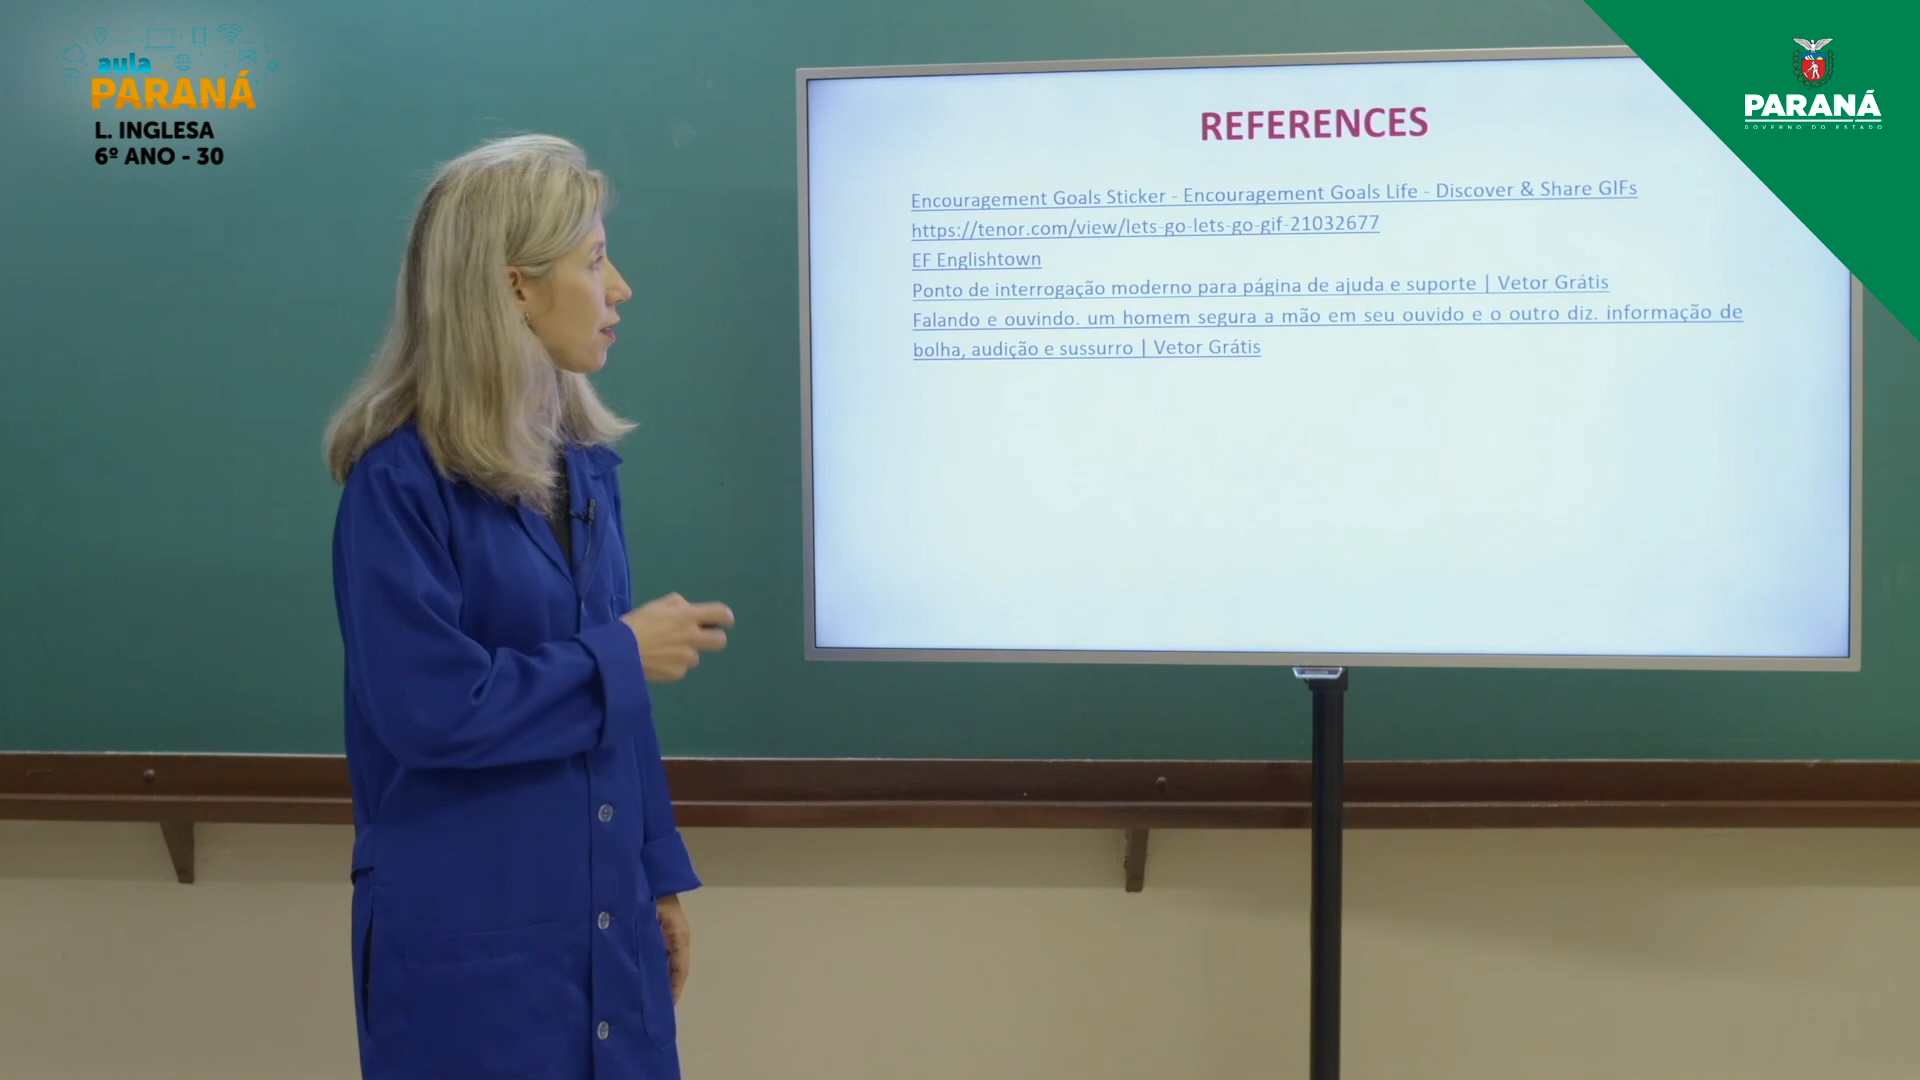 aula
PARANÁ
L. INGLESA
6º ANO - 30
PARANÁ
GOVERNO DO ESTADO
REFERENCES
Encouragement Goals Sticker - Encouragement Goals Life - Discover & Share GIFs
https://tenor.com/view/lets-go-lets-go-gif-21032677
EF Englishtown
Ponto de interrogação moderno para página de ajuda e suporte | Vetor Grátis
Falando e ouvindo. um homem segura a mão em seu ouvido e o outro diz. informação de
bolha, audição e sussurro | Vetor Grátis